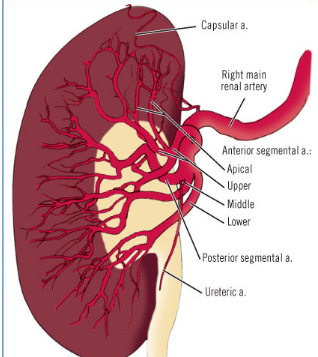 Capsular a.
Right main
renal artery
Anterior segmental a.:
Apical
Upper
Middle
Lower
Posterior segmental a.
Ureteric a.